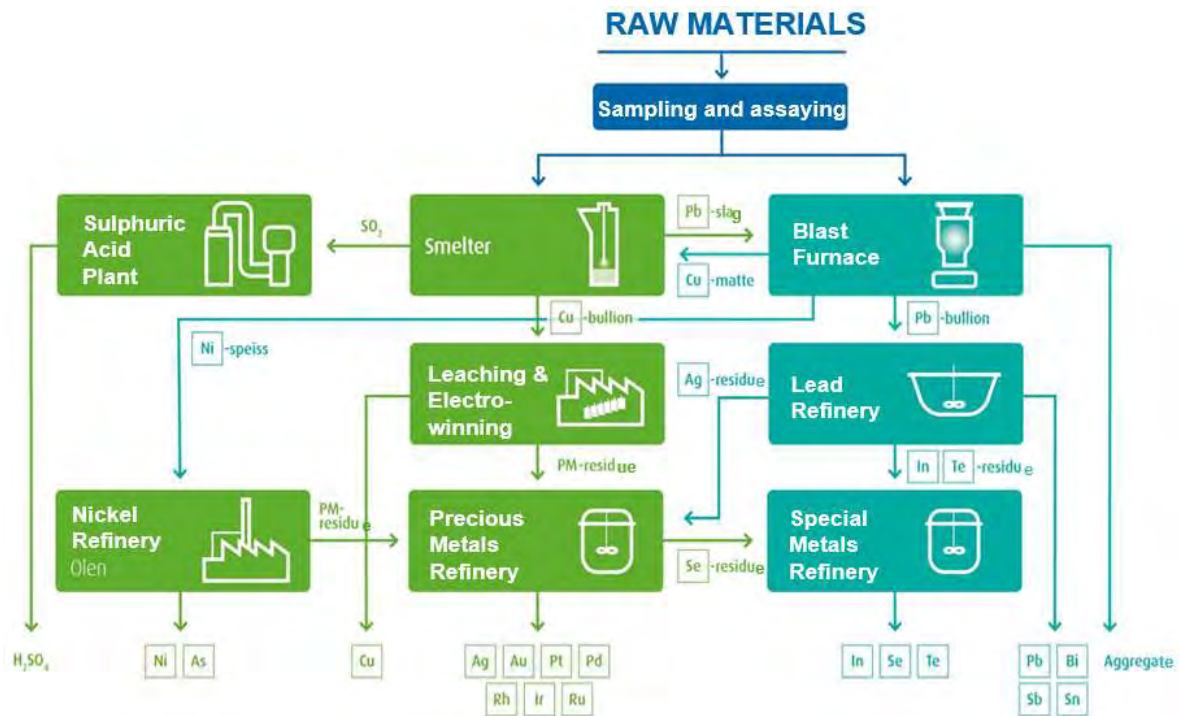 RAW MATERIALS
Sampling and assaying
Sulphuric
Acid
Plant
SO₂
Smelter
Pb -slag
Cu -matte
Blast
Furnace
Cu -bullion
Pb -bullion
Ni -speiss
Leaching &
Electro-
winning
Ag -residue
Lead
Refinery
PM-residue
In Te -residue
Nickel
Refinery
Olen
PM-
residue
Precious
Metals
Refinery
Se -residue
Special
Metals
Refinery
H₂SO₄
Ni As
Cu
Ag Au Pt Pd
Rh Ir Ru
In Se Te
Pb Bi
Sb Sn
Aggregate